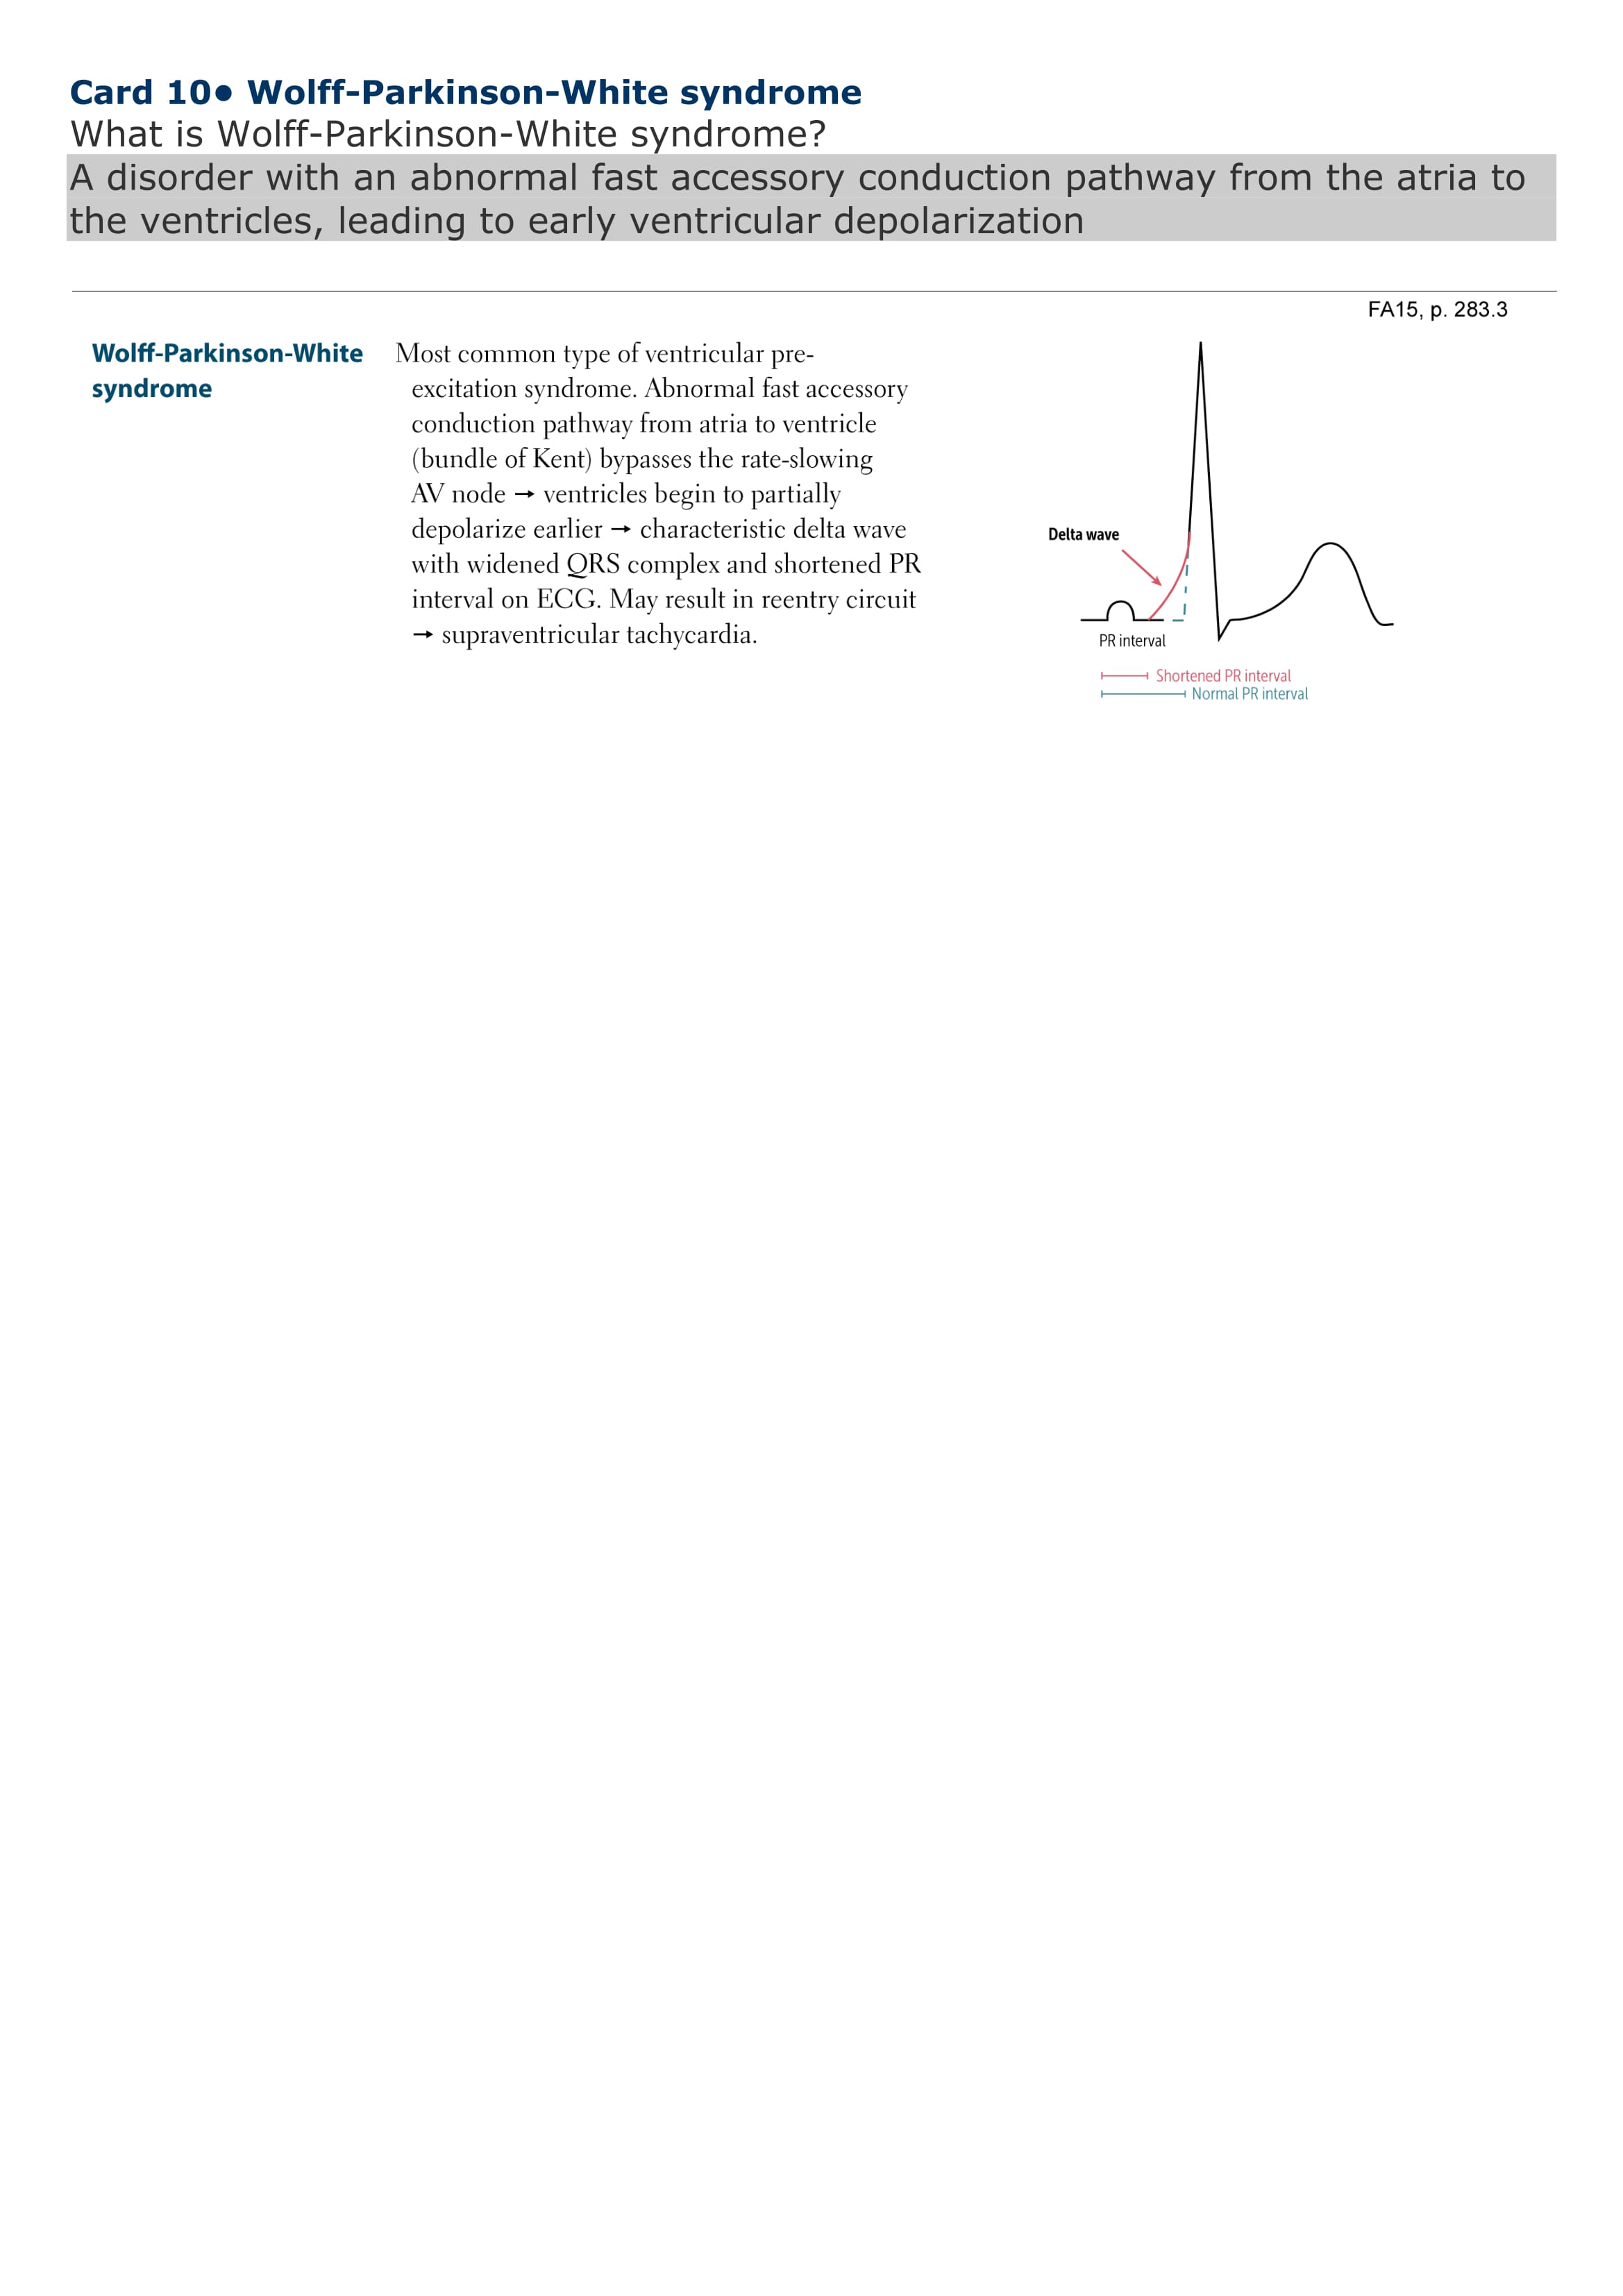 Card 10● Wolff-Parkinson-White syndrome
What is Wolff-Parkinson-White syndrome?
A disorder with an abnormal fast accessory conduction pathway from the atria to
the ventricles, leading to early ventricular depolarization
FA15, p. 283.3
Wolff-Parkinson-White
syndrome
Most common type of ventricular pre-
excitation syndrome. Abnormal fast accessory
conduction pathway from atria to ventricle
(bundle of Kent) bypasses the rate-slowing
AV node → ventricles begin to partially
depolarize earlier → characteristic delta wave
with widened QRS complex and shortened PR
interval on ECG. May result in reentry circuit
→ supraventricular tachycardia.
Delta wave
PR interval
Shortened PR interval
Normal PR interval